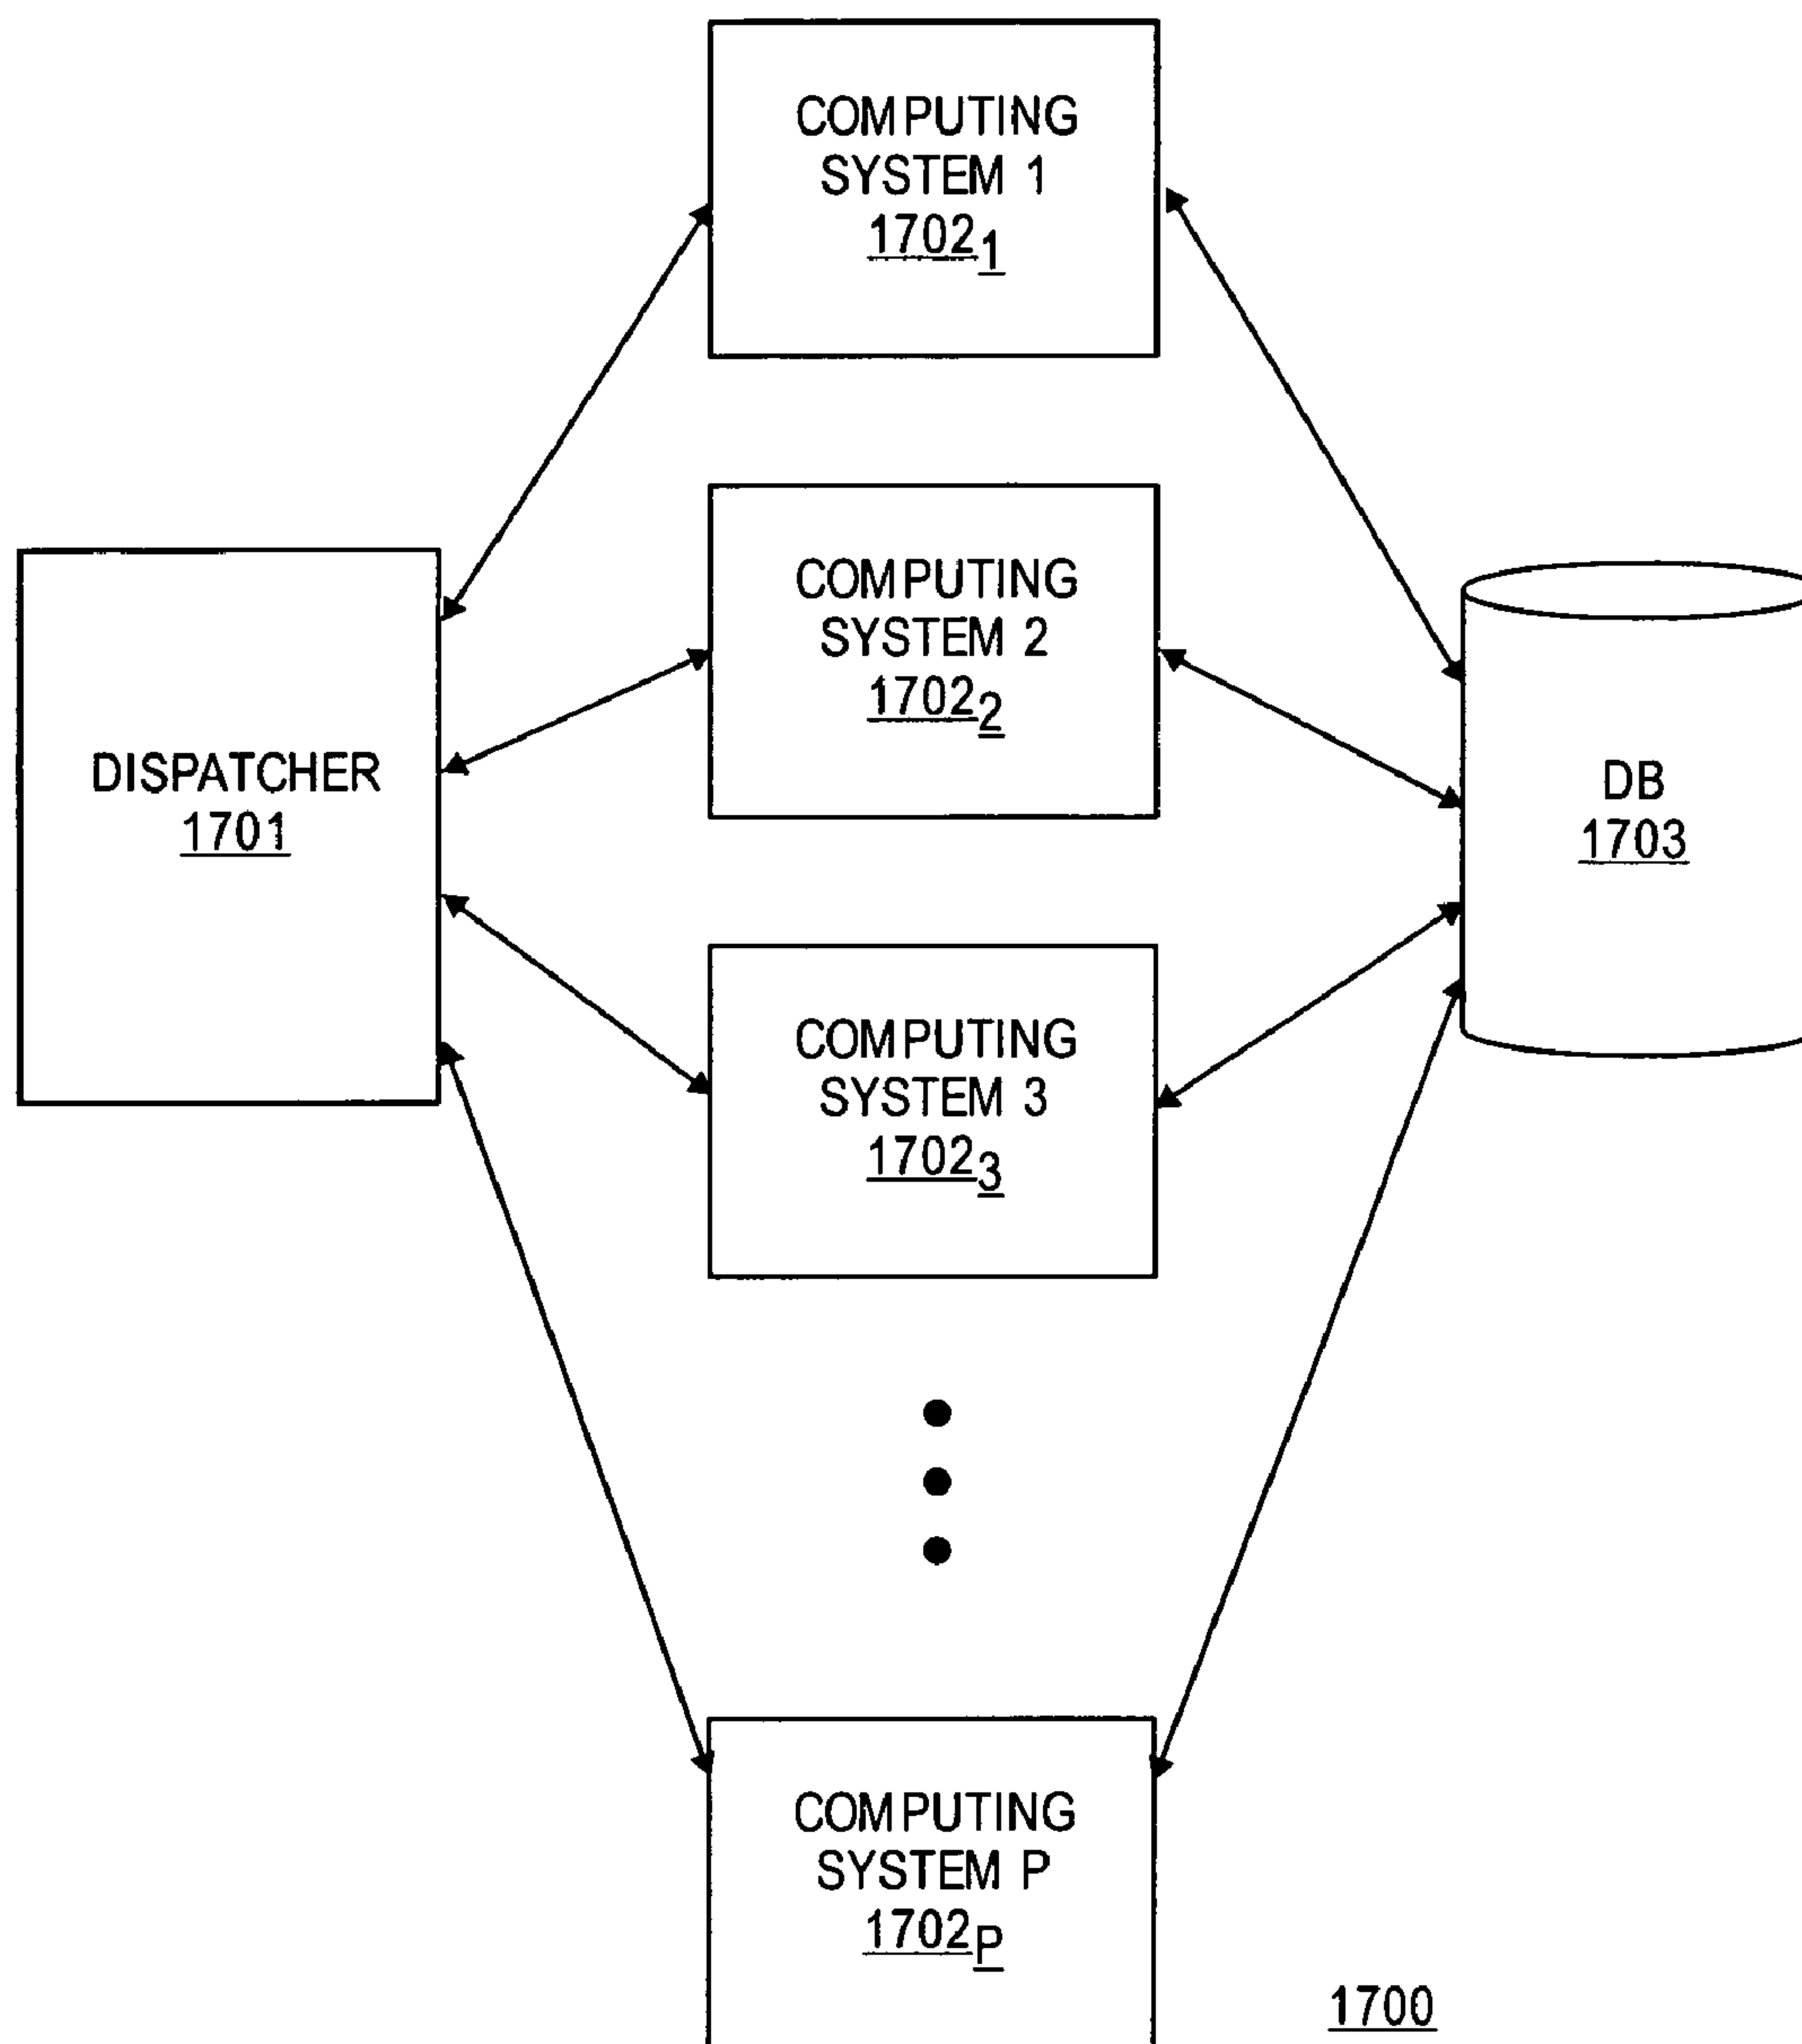 COMPUTING
SYSTEM 1
1702₁
COMPUTING
SYSTEM 2
1702₂
DISPATCHER
1701
DB
1703
COMPUTING
SYSTEM 3
1702₃
COMPUTING
SYSTEM P
1702P
1700